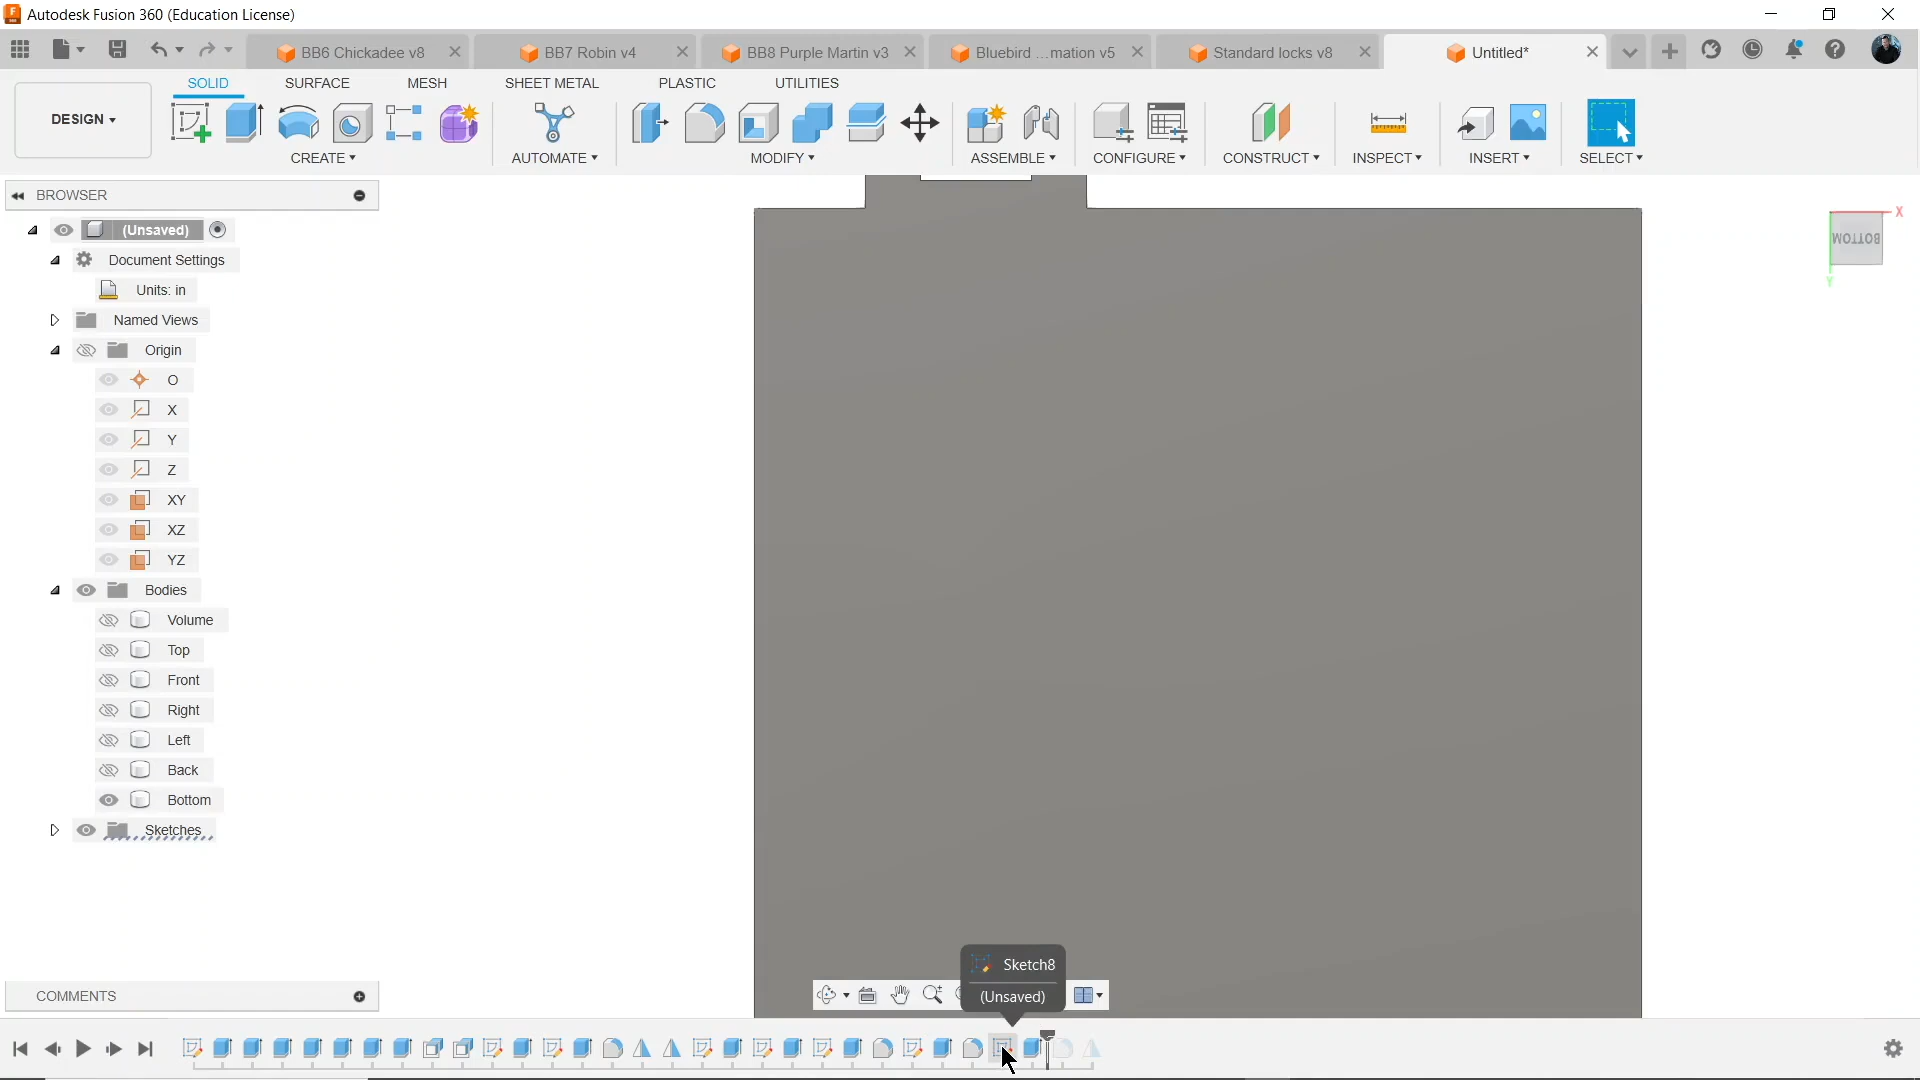 Autodesk Fusion 360 (Education License)
BB6 Chickadee v8
BB7 Robin v4
BB8 Purple Martin v3
Bluebird ...mation v5
Standard locks v8
Untitled*
SOLID
SURFACE
MESH
SHEET METAL
PLASTIC
UTILITIES
DESIGN
CREATE
AUTOMATE
MODIFY
ASSEMBLE
CONFIGURE
CONSTRUCT
INSPECT
INSERT
SELECT
BROWSER
(Unsaved)
Document Settings
Units: in
Named Views
Origin
O
X
Y
Z
XY
XZ
YZ
Bodies
Volume
Top
Front
Right
Left
Back
Bottom
Sketches
X
BOTTOM
Y
Sketch8
(Unsaved)
COMMENTS